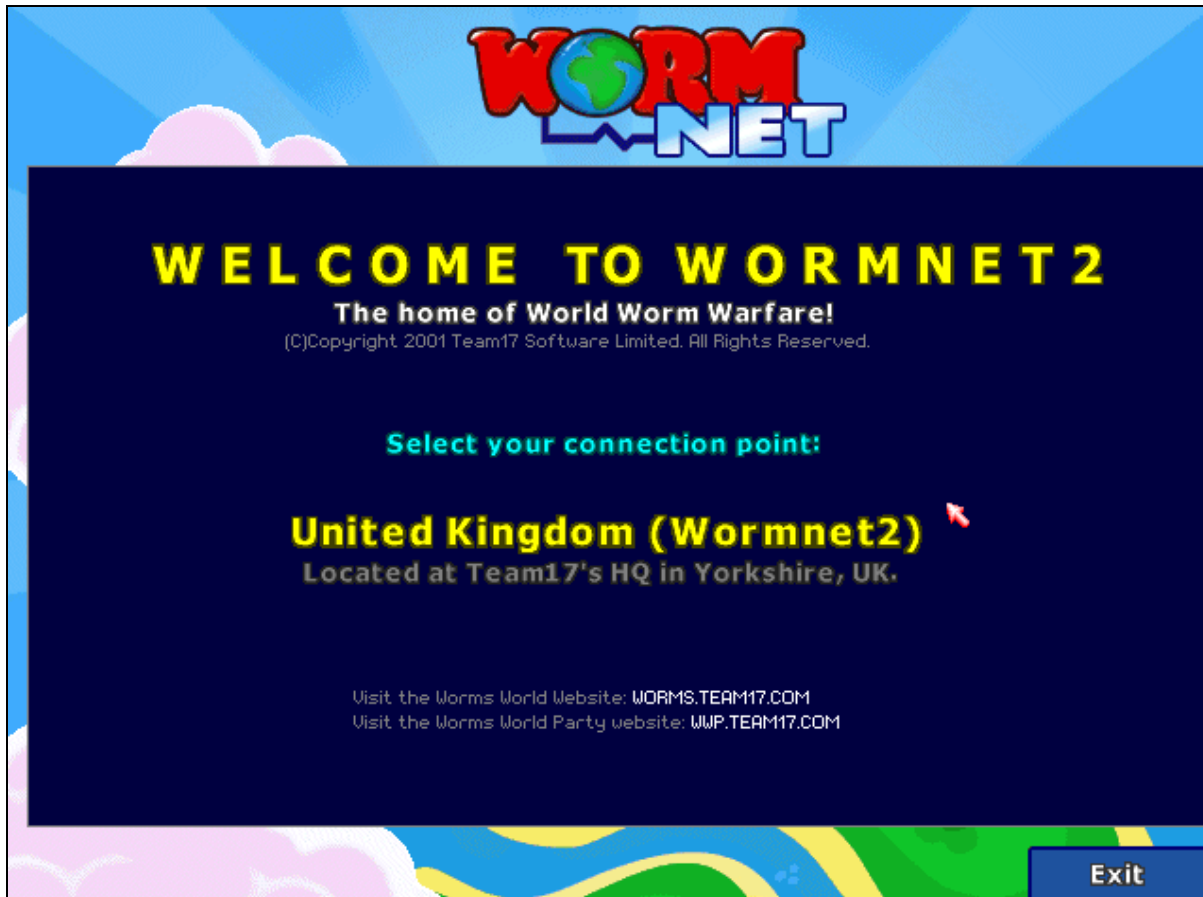 WORM
NET
WELCOME TO WORMNET2
The home of World Worm Warfare!
(C)Copyright 2001 Team17 Software Limited. All Rights Reserved.
Select your connection point:
United Kingdom (Wormnet2)
Located at Team17's HQ in Yorkshire, UK.
Visit the Worms World Website: WORMS.TEAM17.COM
Visit the Worms World Party website: WWP.TEAM17.COM
Exit